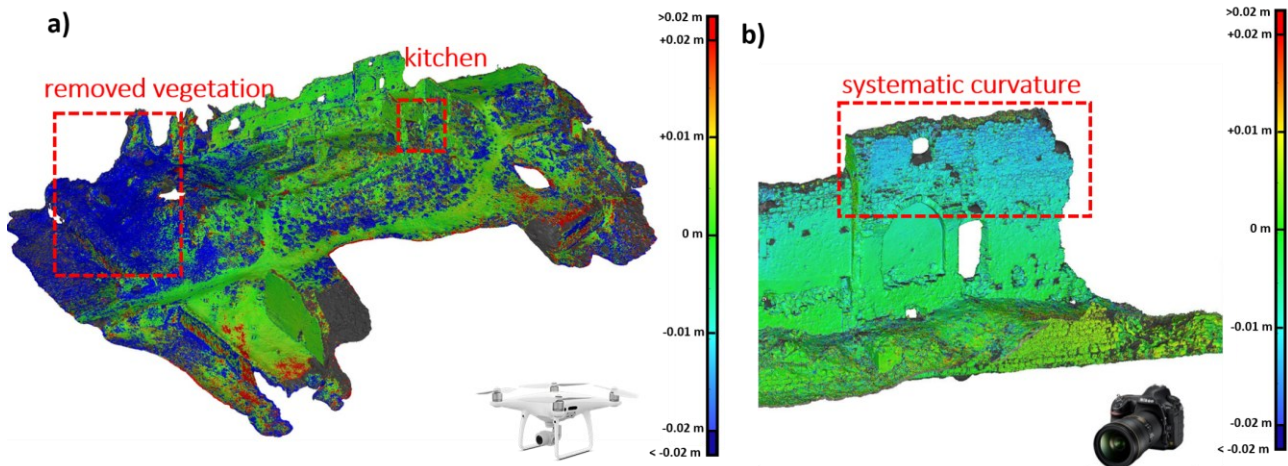 a)
removed vegetation
kitchen
>0.02 m
+0.02 m
+0.01 m
0 m
-0.01 m
-0.02 m
< -0.02 m
b)
systematic curvature
>0.02 m
+0.02 m
+0.01 m
0 m
-0.01 m
-0.02 m
< -0.02 m
Nikon